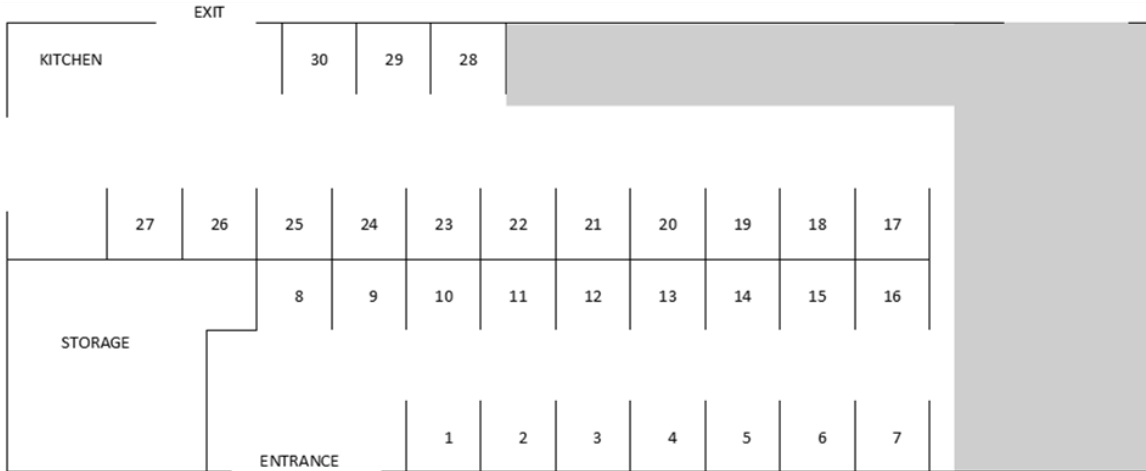 EXIT
KITCHEN 30 29 28
27 26 25 24 23 22 21 20 19 18 17
8 9 10 11 12 13 14 15 16
STORAGE
1 2 3 4 5 6 7
ENTRANCE